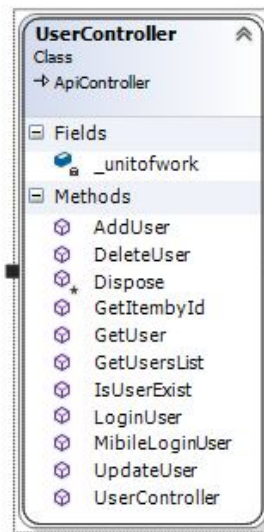 UserController
Class
ApiController
Fields
_unitofwork
Methods
AddUser
DeleteUser
Dispose
GetItembyId
GetUser
GetUsersList
IsUserExist
LoginUser
MibileLoginUser
UpdateUser
UserController